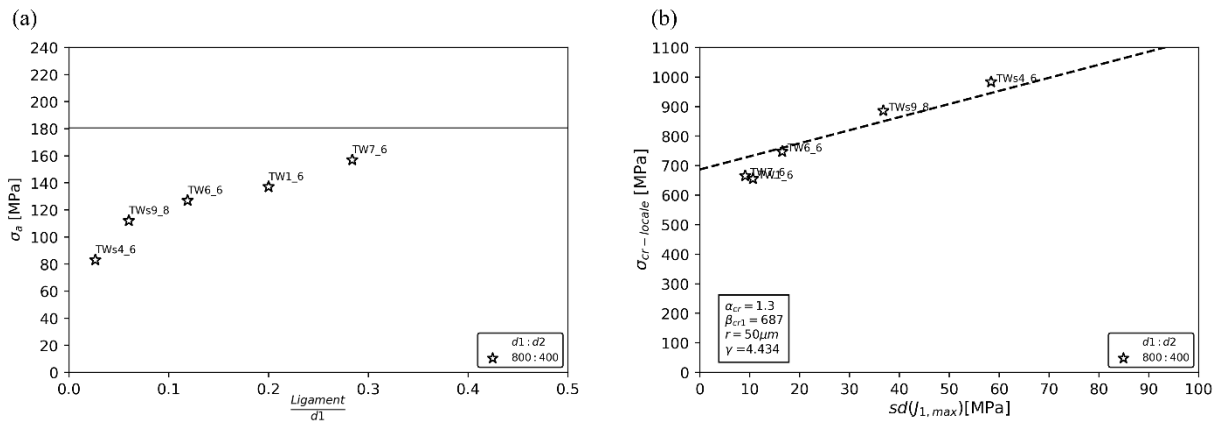 (a)
240
220
200
180
160
140
120
100
80
60
40
20
0
σa [MPa]
TW7_6
TW1_6
TW6_6
TWs9_8
TWs4_6
d1 : d2
800 : 400
0.0 0.1 0.2 0.3 0.4 0.5
Ligament
d1
(b)
1100
1000
900
800
700
600
500
400
300
200
100
0
σcr−locale [MPa]
TWs4_6
TWs9_8
TW6_6
TW7_6
TW1_6
αcr = 1.3
βcr1 = 687
r = 50μm
γ =4.434
d1 : d2
800 : 400
0 10 20 30 40 50 60 70 80 90 100
sd(J1,max)[MPa]